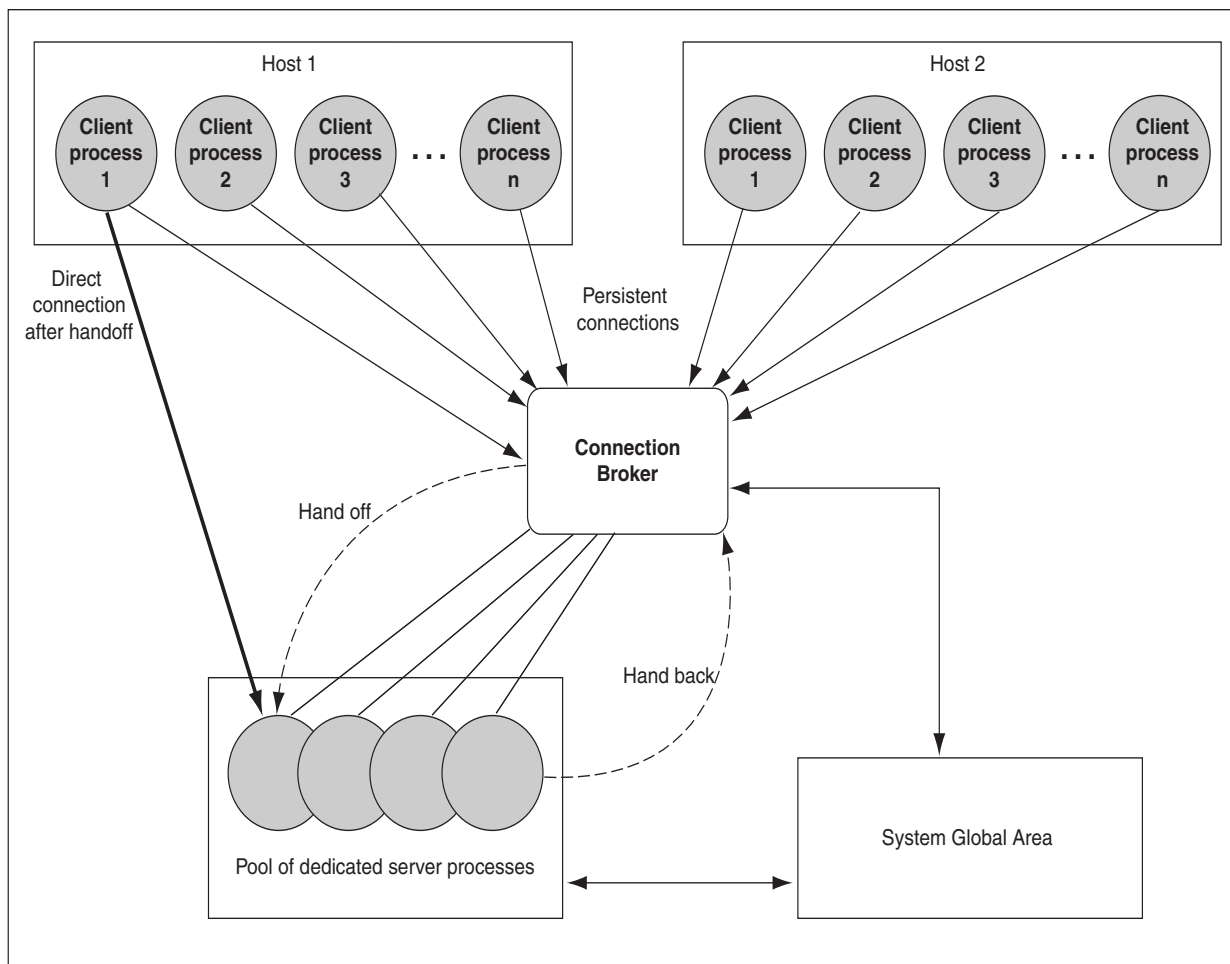 Host 1
Client
process
1
Client
process
2
Client
process
3
...
Client
process
n
Host 2
Client
process
1
Client
process
2
Client
process
3
...
Client
process
n
Direct
connection
after handoff
Persistent
connections
Connection
Broker
Hand off
Hand back
Pool of dedicated server processes
System Global Area